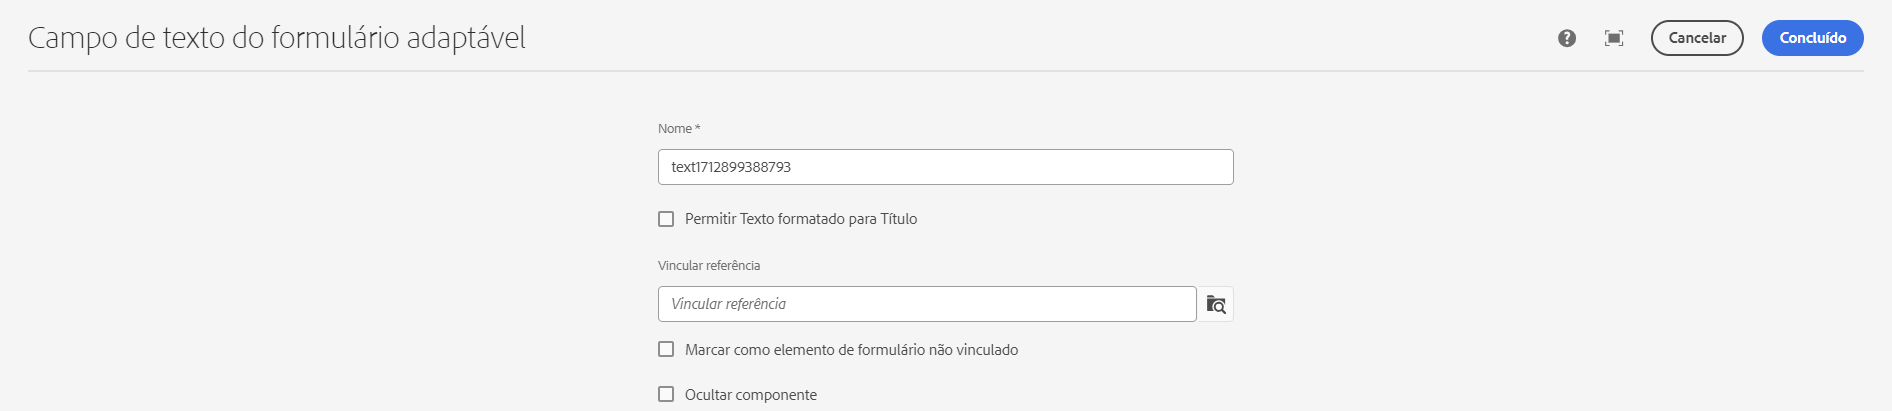 Campo de texto do formulário adaptável
Cancelar
Concluído
Nome *
text1712899388793
Permitir Texto formatado para Título
Vincular referência
Vincular referência
Marcar como elemento de formulário não vinculado
Ocultar componente